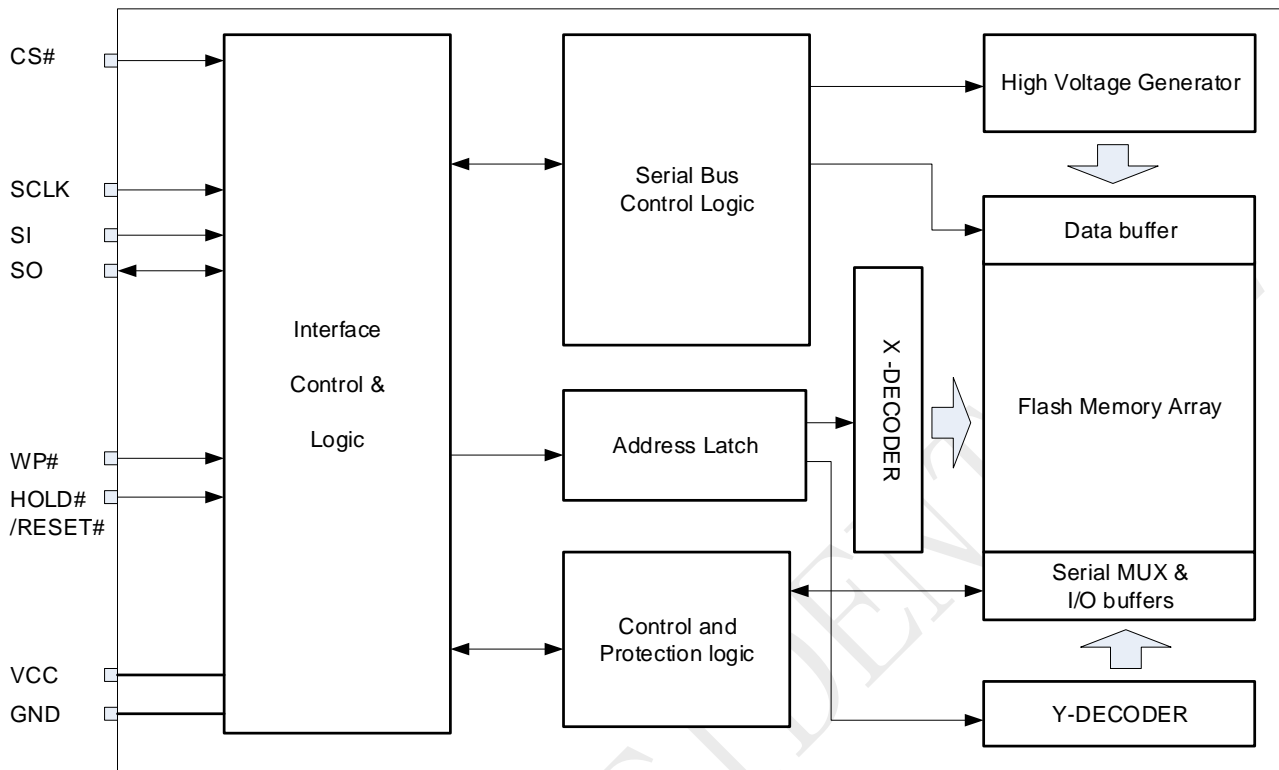 CS#
SCLK
SI
SO
WP#
HOLD#
/RESET#
VCC
GND
Interface
Control &
Logic
Serial Bus
Control Logic
Address Latch
Control and
Protection logic
X -DECODER
High Voltage Generator
Data buffer
Flash Memory Array
Serial MUX &
I/O buffers
Y-DECODER